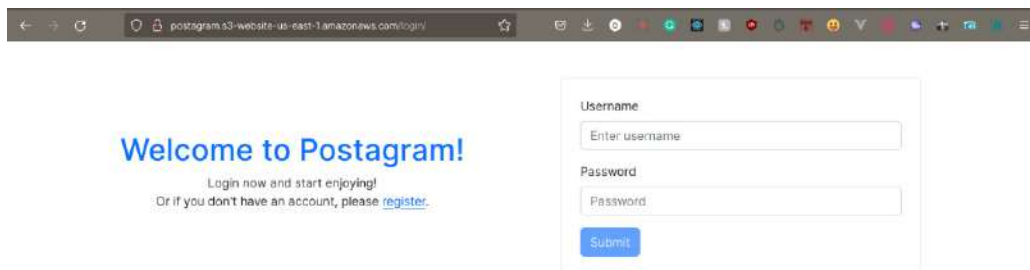 postagram.s3-website-us-east-1.amazonaws.com/login/
Welcome to Postagram!
Login now and start enjoying!
Or if you don't have an account, please register.
Username
Enter username
Password
Password
Submit